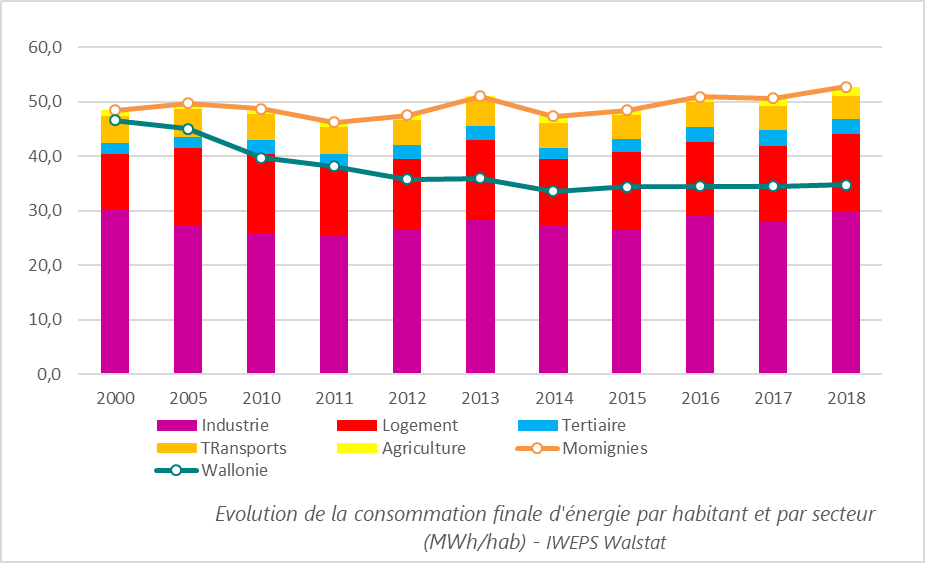 60,0
50,0
40,0
30,0
20,0
10,0
0,0
2000 2005 2010 2011 2012 2013 2014 2015 2016 2017 2018
Industrie Logement Tertiaire
TRansports Agriculture Momignies
Wallonie
Evolution de la consommation finale d'énergie par habitant et par secteur
(MWh/hab) - IWEPS Walstat